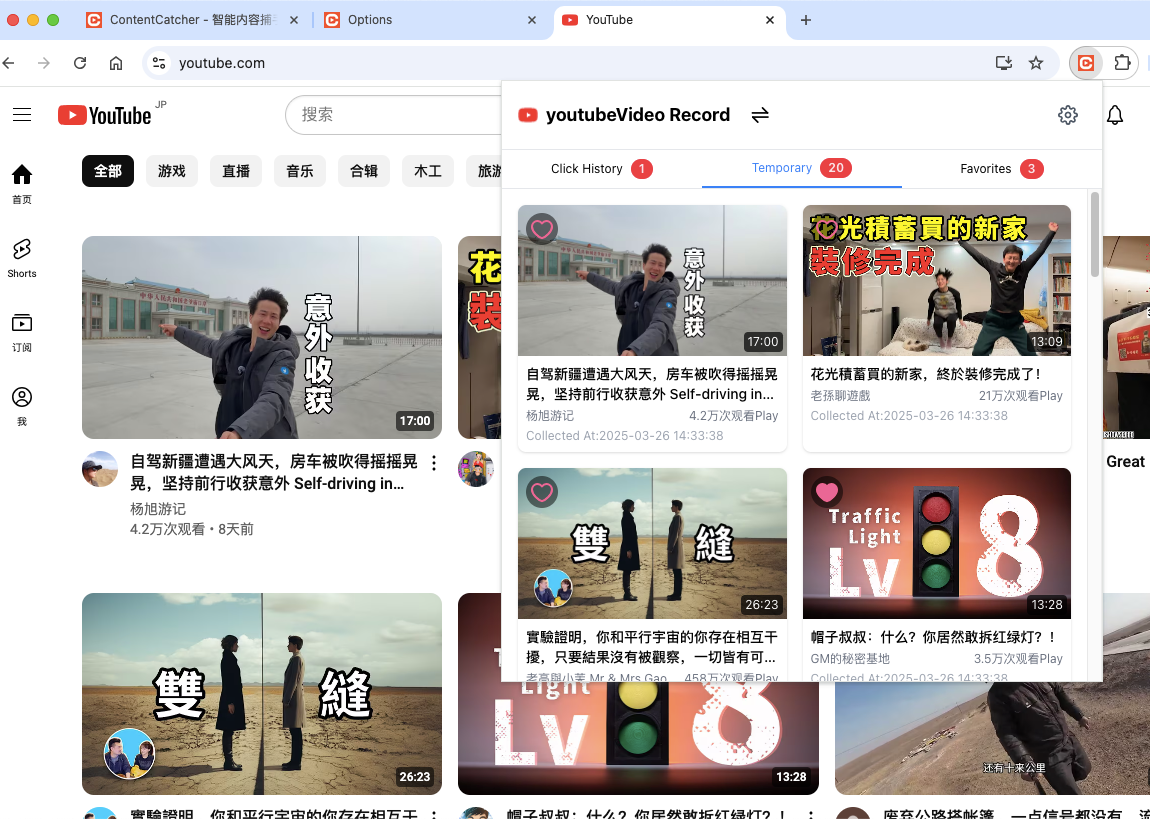 ContentCatcher - 智能内容捕
Options
YouTube
youtube.com
YouTube JP
搜索
全部
游戏
直播
音乐
合辑
木工
旅游
首页
Shorts
订阅
我
youtubeVideo Record
Click History 1
Temporary 20
Favorites 3
意外收获
17:00
自驾新疆遭遇大风天，房车被吹得摇摇晃
晃，坚持前行收获意外 Self-driving in...
杨旭游记
4.2万次观看Play
Collected At:2025-03-26 14:33:38
花光積蓄買的新家
裝修完成
13:09
花光積蓄買的新家，終於裝修完成了！
老孫聊遊戲
21万次观看Play
Collected At:2025-03-26 14:33:38
雙 縫
26:23
實驗證明，你和平行宇宙的你存在相互干
擾，只要結果沒有被觀察，一切皆有可...
老高與小茉 Mr & Mrs Gao
458万次观看Play
Traffic
Light
Lv 8
13:28
帽子叔叔：什么？你居然敢拆红绿灯？！
GM的秘密基地
3.5万次观看Play
Collected At:2025-03-26 14:33:38
中华人民共和国老爷庙口岸
意外收获
17:00
自驾新疆遭遇大风天，房车被吹得摇摇晃
晃，坚持前行收获意外 Self-driving in...
杨旭游记
4.2万次观看 • 8天前
花
裝
Great
雙 縫
26:23
Light
Lv 8
13:28
还有十来公里
實驗證明，你和平行宇宙的你存在相互干
帽子叔叔：什么？你居然敢拆红绿灯？！
废弃公路搭帐篷，一点信号都没有，流